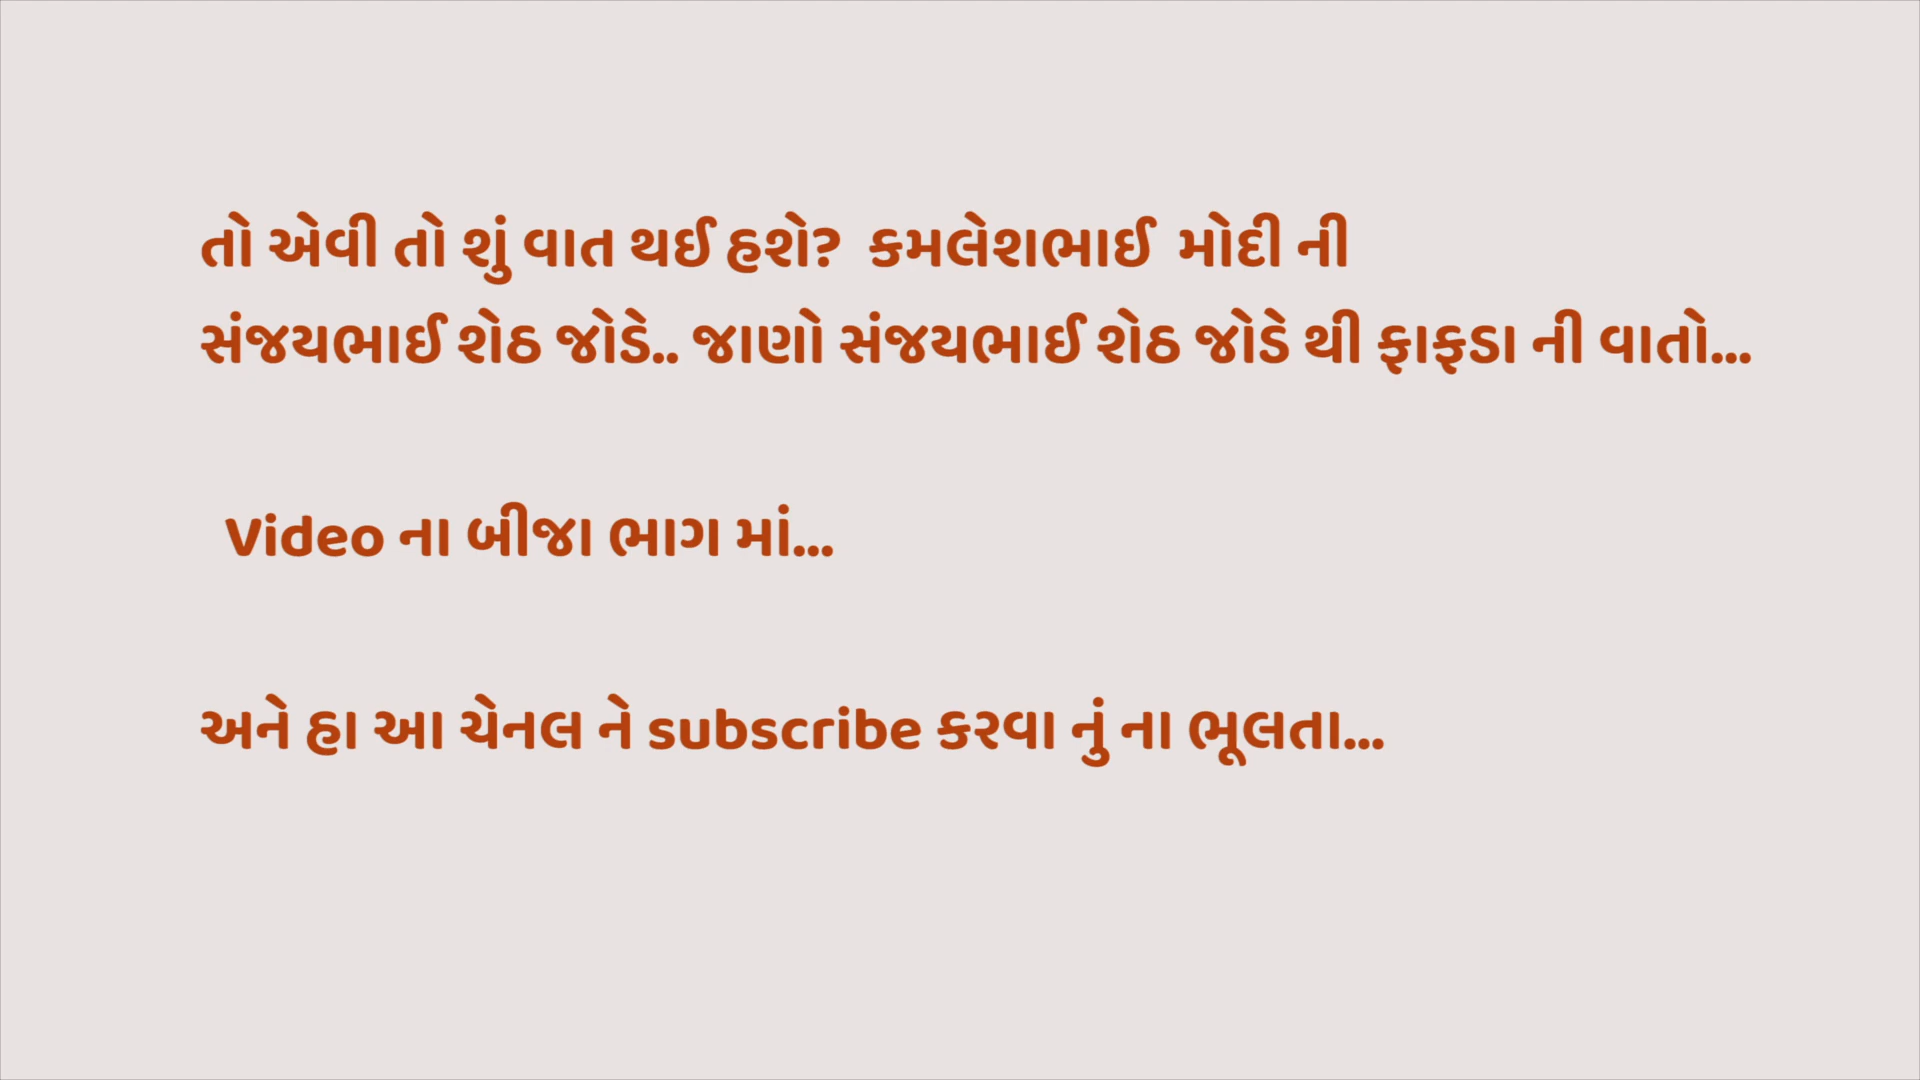 તો એવી તો શું વાત થઈ હશે? કમલેશભાઈ મોદી ની
સંજયભાઈ શેઠ જોડે.. જાણો સંજયભાઈ શેઠ જોડે થી ફાફડા ની વાતો...
Video ના બીજા ભાગ માં...
અને હા આ ચેનલ ને subscribe કરવા નું ના ભૂલતા...